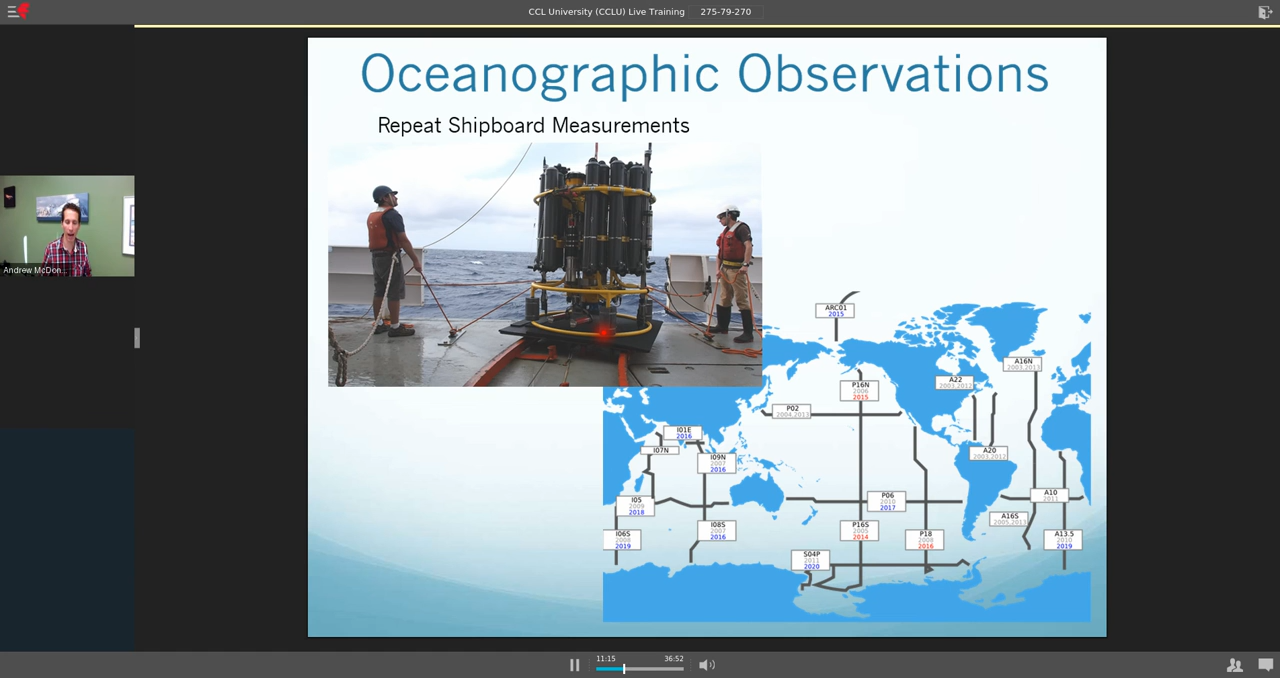 CCL University (CCLU) Live Training 275-79-270
Oceanographic Observations
Repeat Shipboard Measurements
Andrew McDon...
ARC01
2015
A16N
2003,2013
A22
2003,2012
P16N
2006
2015
P02
2004,2013
I01E
2016
I07N
I09N
2007
2016
A20
2003,2012
I05
2009
2018
P06
2010
2017
A10
2011
A16S
2005,2013
I06S
2008
2019
I08S
2007
2016
P16S
2005
2014
P18
2008
2016
A13.5
2010
2019
S04P
2011
2020
11:15 36:52